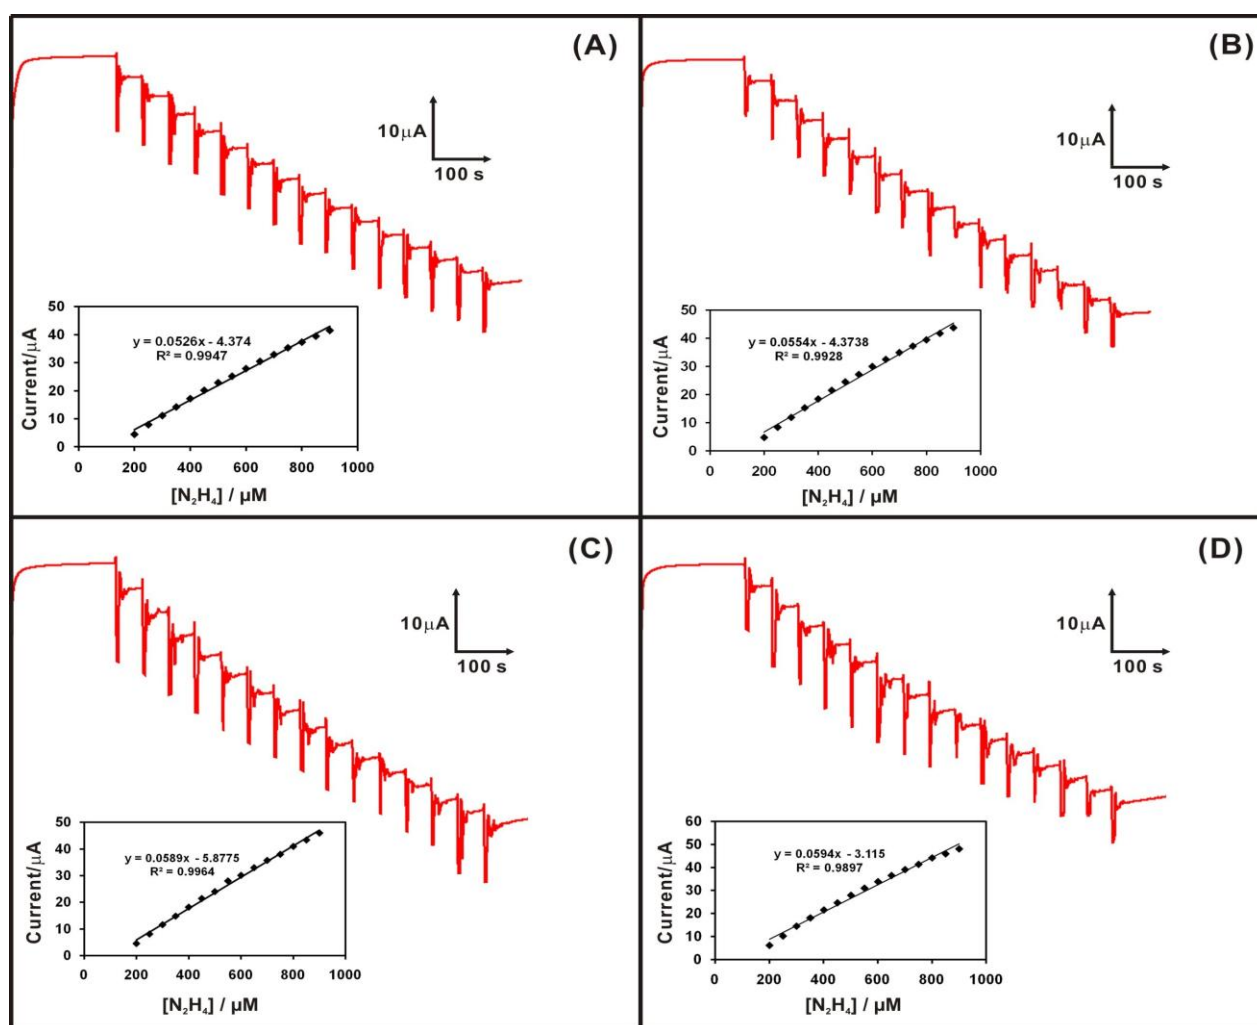 (A)
10μA
100 s
50
40
30
20
10
0
Current/μA
y = 0.0526x - 4.374
R² = 0.9947
0 200 400 600 800 1000
[N₂H₄] / μM
(B)
10μA
100 s
50
40
30
20
10
0
Current/μA
y = 0.0554x - 4.3738
R² = 0.9928
0 200 400 600 800 1000
[N₂H₄] / μM
(C)
10μA
100 s
50
40
30
20
10
0
Current/μA
y = 0.0589x - 5.8775
R² = 0.9964
0 200 400 600 800 1000
[N₂H₄] / μM
(D)
10μA
100 s
60
50
40
30
20
10
0
Current/μA
y = 0.0594x - 3.115
R² = 0.9897
0 200 400 600 800 1000
[N₂H₄] / μM